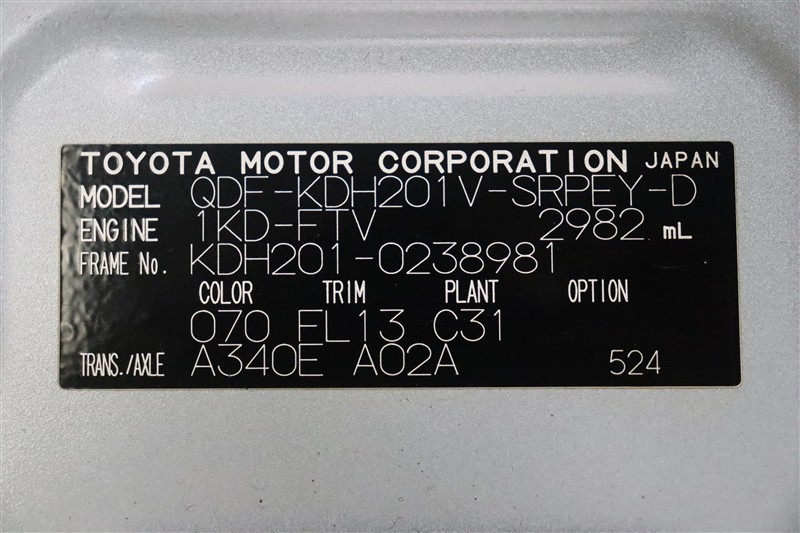 TOYOTA MOTOR CORPORATION JAPAN
MODEL QDF-KDH201V-SRPEY-D
ENGINE 1KD-FTV 2982 mL
FRAME No. KDH201-0238981
COLOR TRIM PLANT OPTION
070 FL13 C31
TRANS./AXLE A340E A02A 524